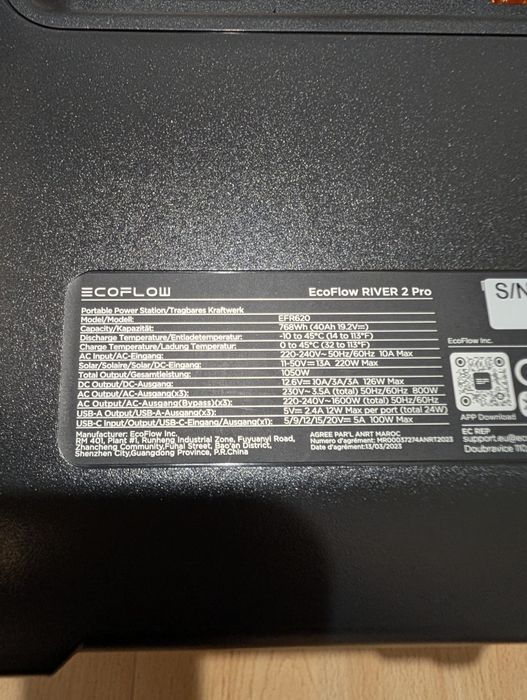 ECOFLOW
EcoFlow RIVER 2 Pro
Portable Power Station/Tragbares Kraftwerk
Model/Modell: EFR620
Capacity/Kapazität: 768Wh (40Ah 19.2V⎓)
Discharge Temperature/Entladetemperatur: -10 to 45°C (14 to 113°F)
Charge Temperature/Ladung Temperatur: 0 to 45°C (32 to 113°F)
AC Input/AC-Eingang: 220-240V~ 50Hz/60Hz 10A Max
Solar/Solaire/Solar/DC-Eingang: 11-50V⎓ 13A 220W Max
Total Output/Gesamtleistung: 1050W
DC Output/DC-Ausgang: 12.6V⎓ 10A/3A/3A 126W Max
AC Output/AC-Ausgang(x3): 230V~ 3.5A (total) 50Hz/60Hz 800W
AC Output/AC-Ausgang(Bypass)(x3): 220-240V~1600W (total) 50Hz/60Hz
USB-A Output/USB-A-Ausgang(x3): 5V⎓ 2.4A 12W Max per port (total 24W)
USB-C Input/Output/USB-C-Eingang/Ausgang(x1): 5/9/12/15/20V⎓ 5A 100W Max
Manufacturer: EcoFlow Inc.
RM 401, Plant #1, Runheng Industrial Zone, Fuyuanyi Road,
Zhancheng Community,Fuhai Street, Bao'an District,
Shenzhen City,Guangdong Province, P.R.China
AGREE PAR L ANRT MAROC
Numero d'agrément: MR00037274ANRT2023
Date d'agrément:13/03/2023
S/N
EcoFlow Inc.
APP Download
EC REP
support.eu@ec
Doubravice 110